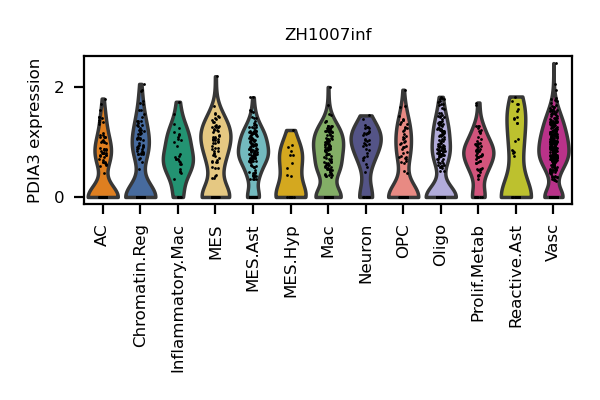 ZH1007inf
PDIA3 expression
2
0
AC
Chromatin.Reg
Inflammatory.Mac
MES
MES.Ast
MES.Hyp
Mac
Neuron
OPC
Oligo
Prolif.Metab
Reactive.Ast
Vasc